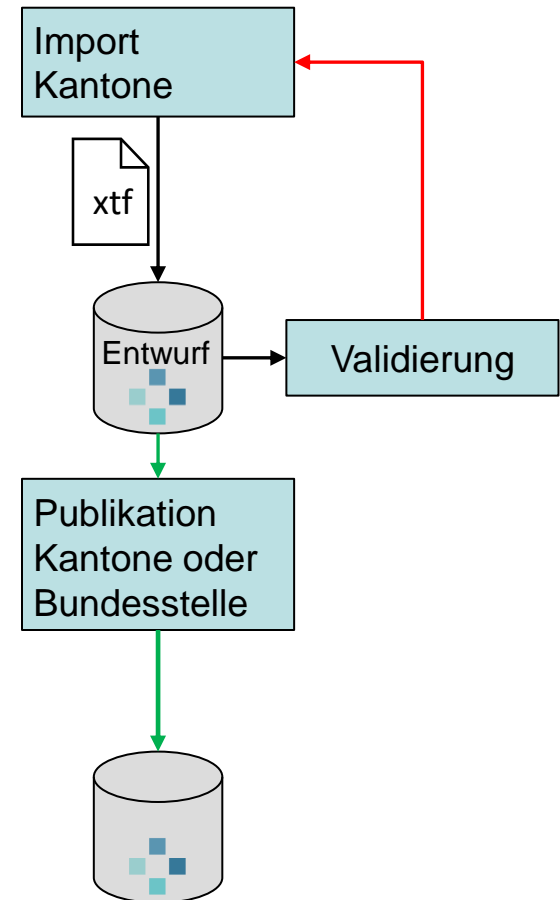 Import
Kantone
xtf
Entwurf
Validierung
Publikation
Kantone oder
Bundesstelle